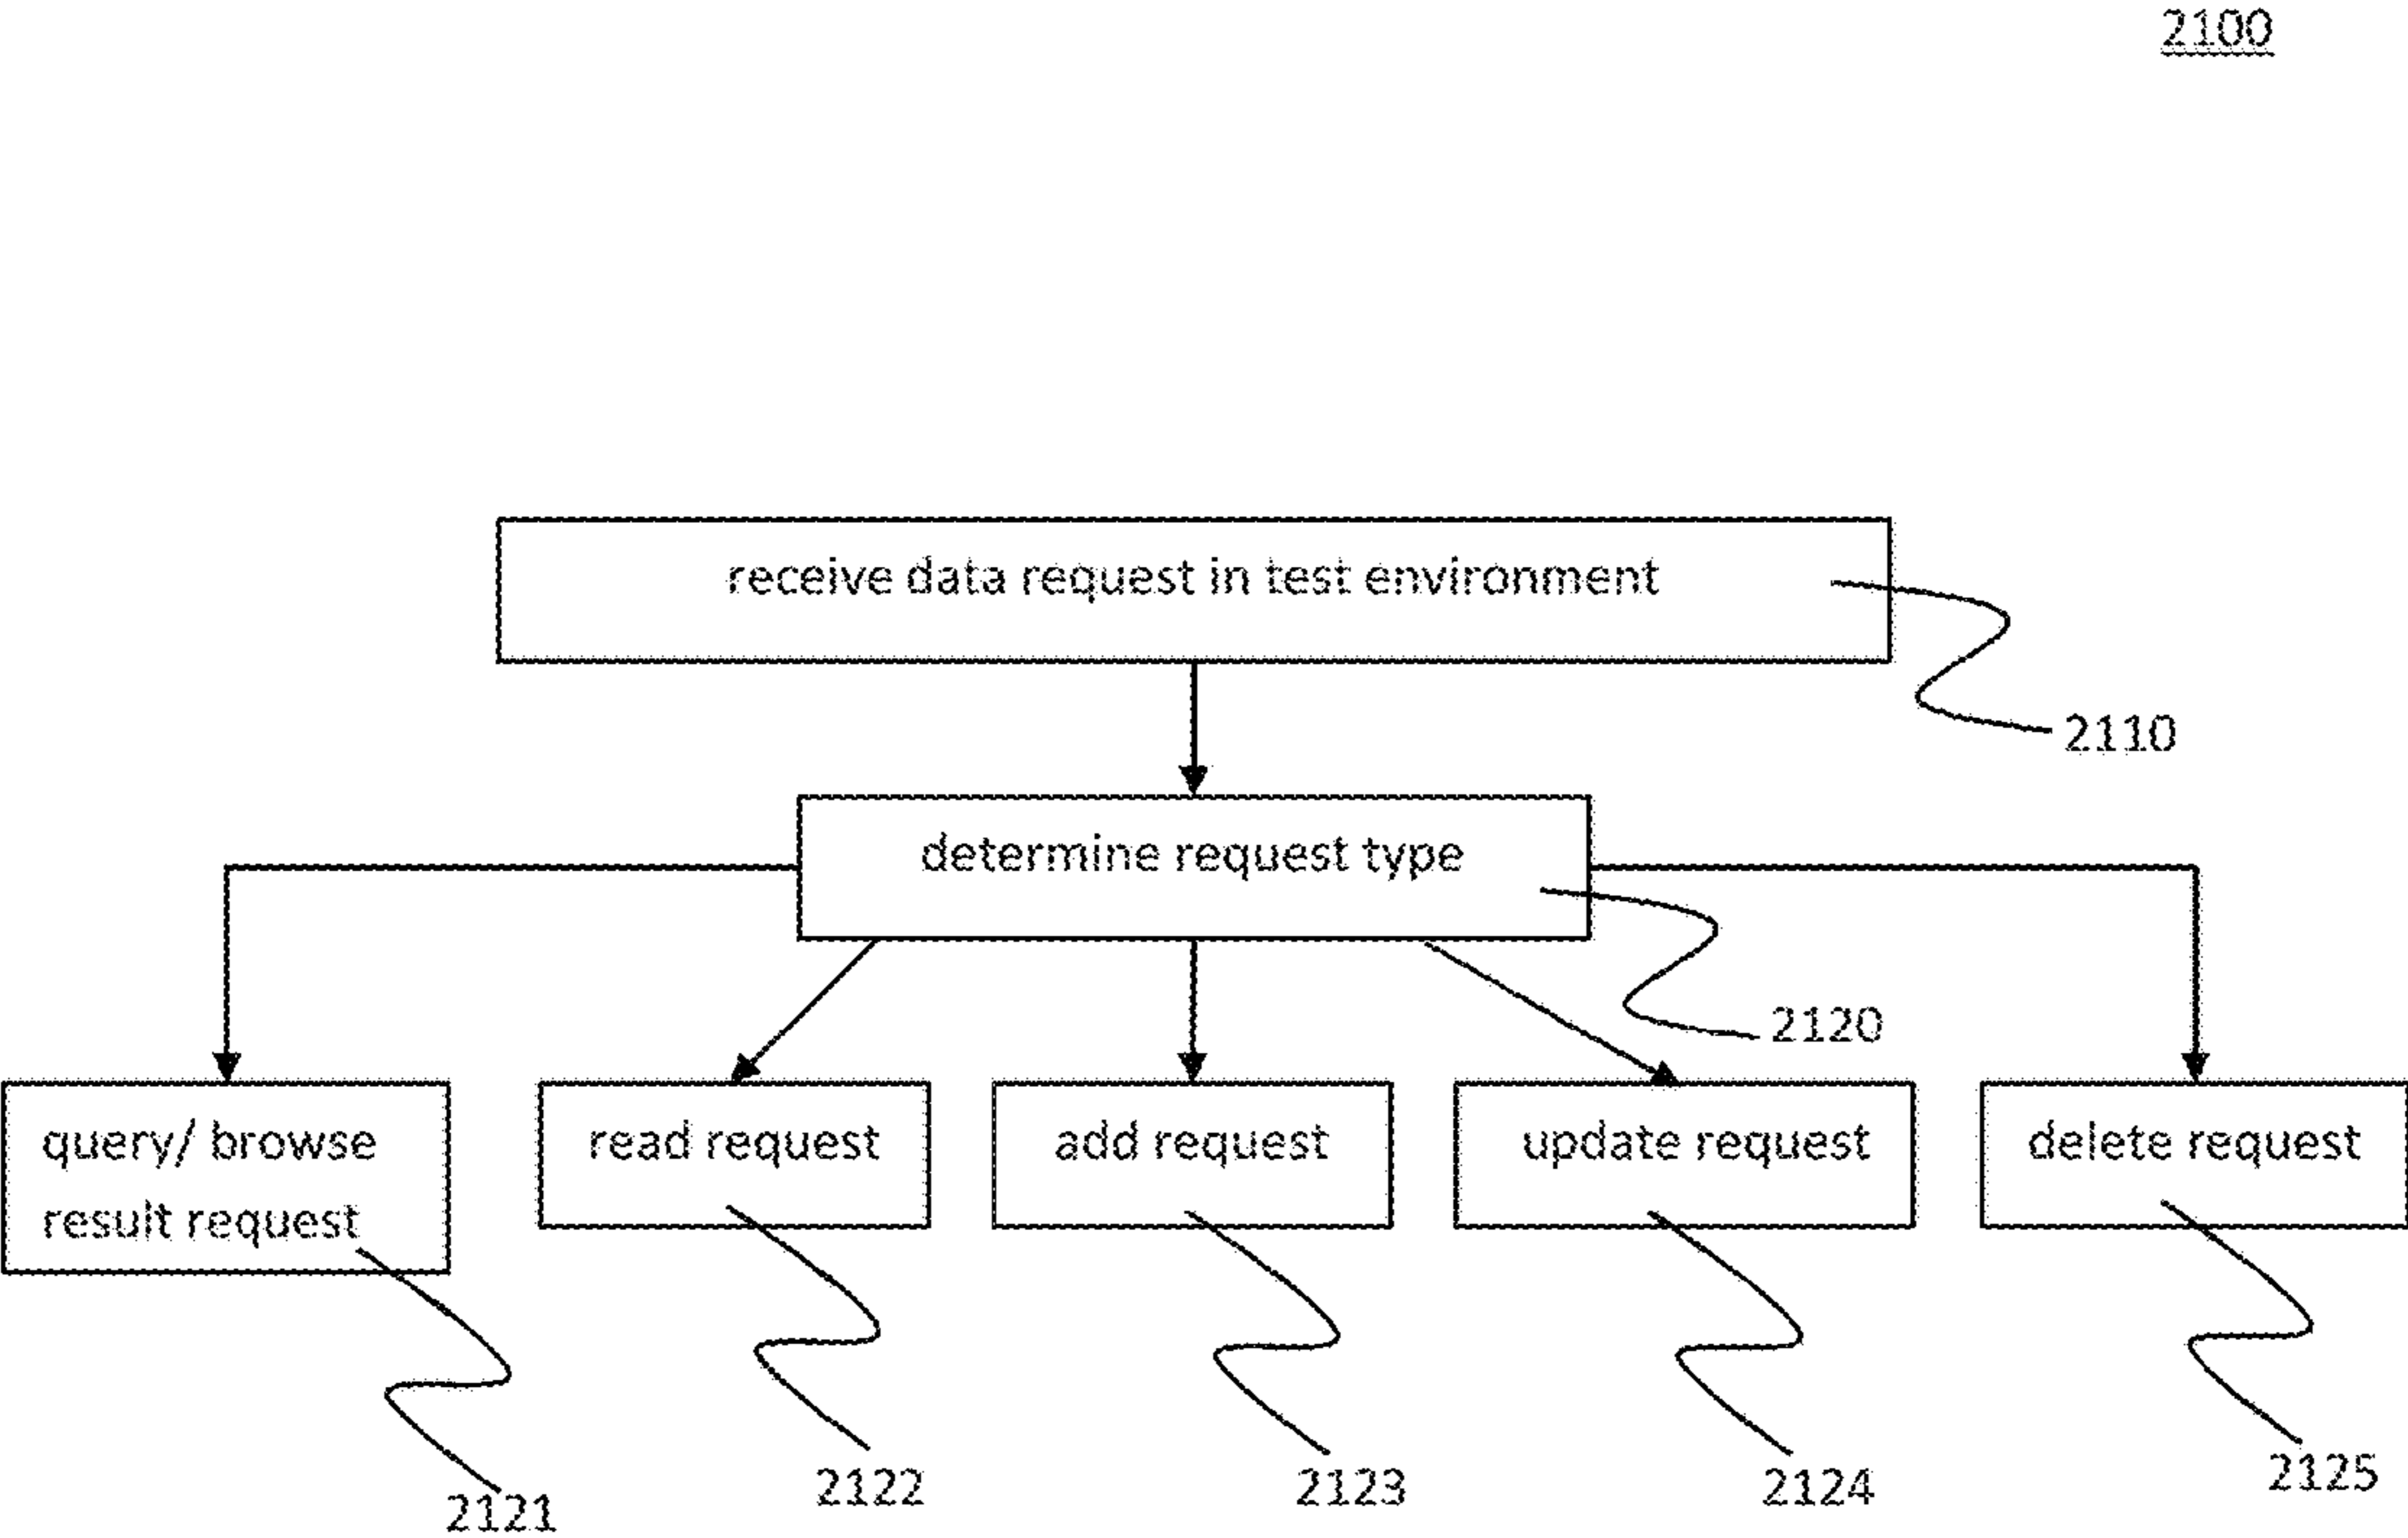 2100
receive data request in test environment
2110
determine request type
2120
query/ browse
result request
read request
add request
update request
delete request
2121
2122
2123
2124
2125